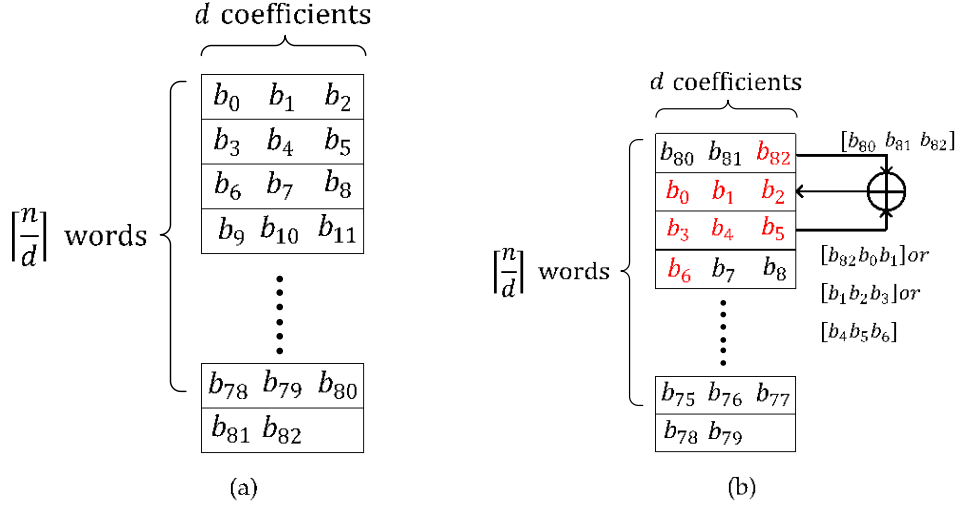 d coefficients
b₀ b₁ b₂
b₃ b₄ b₅
b₆ b₇ b₈
b₉ b₁₀ b₁₁
⌈n/d⌉ words
b₇₈ b₇₉ b₈₀
b₈₁ b₈₂
(a)
d coefficients
b₈₀ b₈₁ b₈₂
[b₈₀ b₈₁ b₈₂]
b₀ b₁ b₂
b₃ b₄ b₅
b₆ b₇ b₈
[b₈₂b₀b₁]or
[b₁b₂b₃]or
[b₄b₅b₆]
⌈n/d⌉ words
b₇₅ b₇₆ b₇₇
b₇₈ b₇₉
(b)